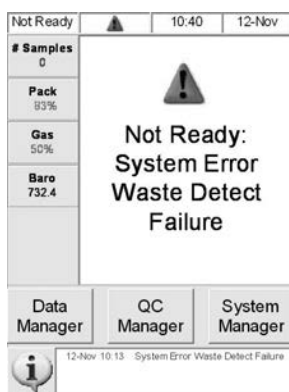 Not Ready
10:40
12-Nov
# Samples
0
Pack
83%
Gas
50%
Baro
732.4
Not Ready:
System Error
Waste Detect
Failure
Data
Manager
QC
Manager
System
Manager
12-Nov 10:13 System Error Waste Detect Failure